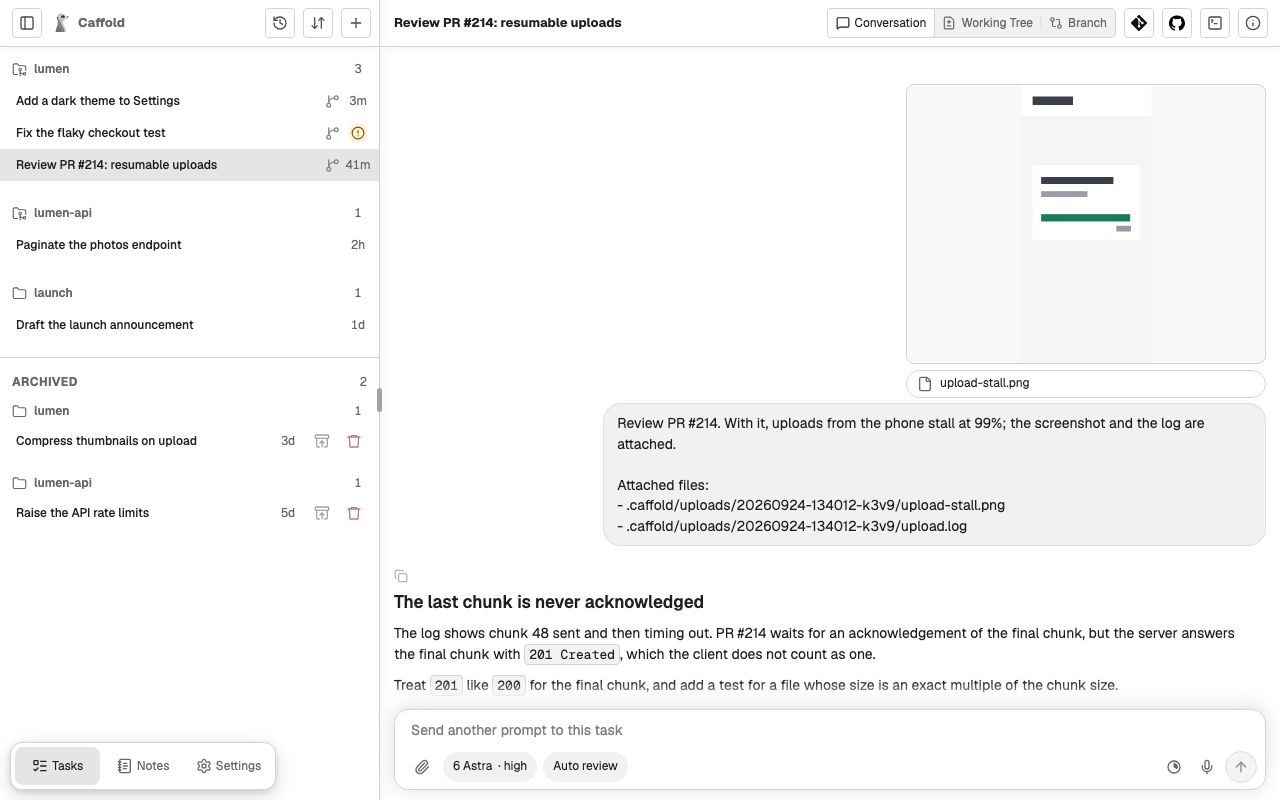 Caffold
lumen 3
Add a dark theme to Settings 3m
Fix the flaky checkout test
Review PR #214: resumable uploads 41m
lumen-api 1
Paginate the photos endpoint 2h
launch 1
Draft the launch announcement 1d
ARCHIVED 2
lumen 1
Compress thumbnails on upload 3d
lumen-api 1
Raise the API rate limits 5d
Tasks Notes Settings
Review PR #214: resumable uploads
Conversation Working Tree Branch
upload-stall.png
Review PR #214. With it, uploads from the phone stall at 99%; the screenshot and the log are
attached.
Attached files:
- .caffold/uploads/20260924-134012-k3v9/upload-stall.png
- .caffold/uploads/20260924-134012-k3v9/upload.log
The last chunk is never acknowledged
The log shows chunk 48 sent and then timing out. PR #214 waits for an acknowledgement of the final chunk, but the server answers
the final chunk with 201 Created, which the client does not count as one.
Treat 201 like 200 for the final chunk, and add a test for a file whose size is an exact multiple of the chunk size.
Send another prompt to this task
6 Astra · high Auto review